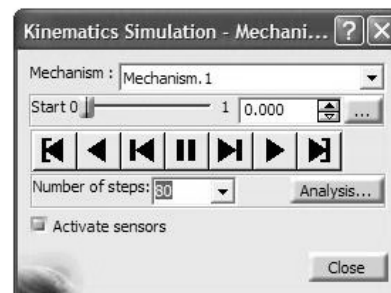 Kinematics Simulation - Mechani... ? X
Mechanism : Mechanism.1
Start 0 1 0.000 ...
Number of steps: 80 Analysis...
Activate sensors
Close